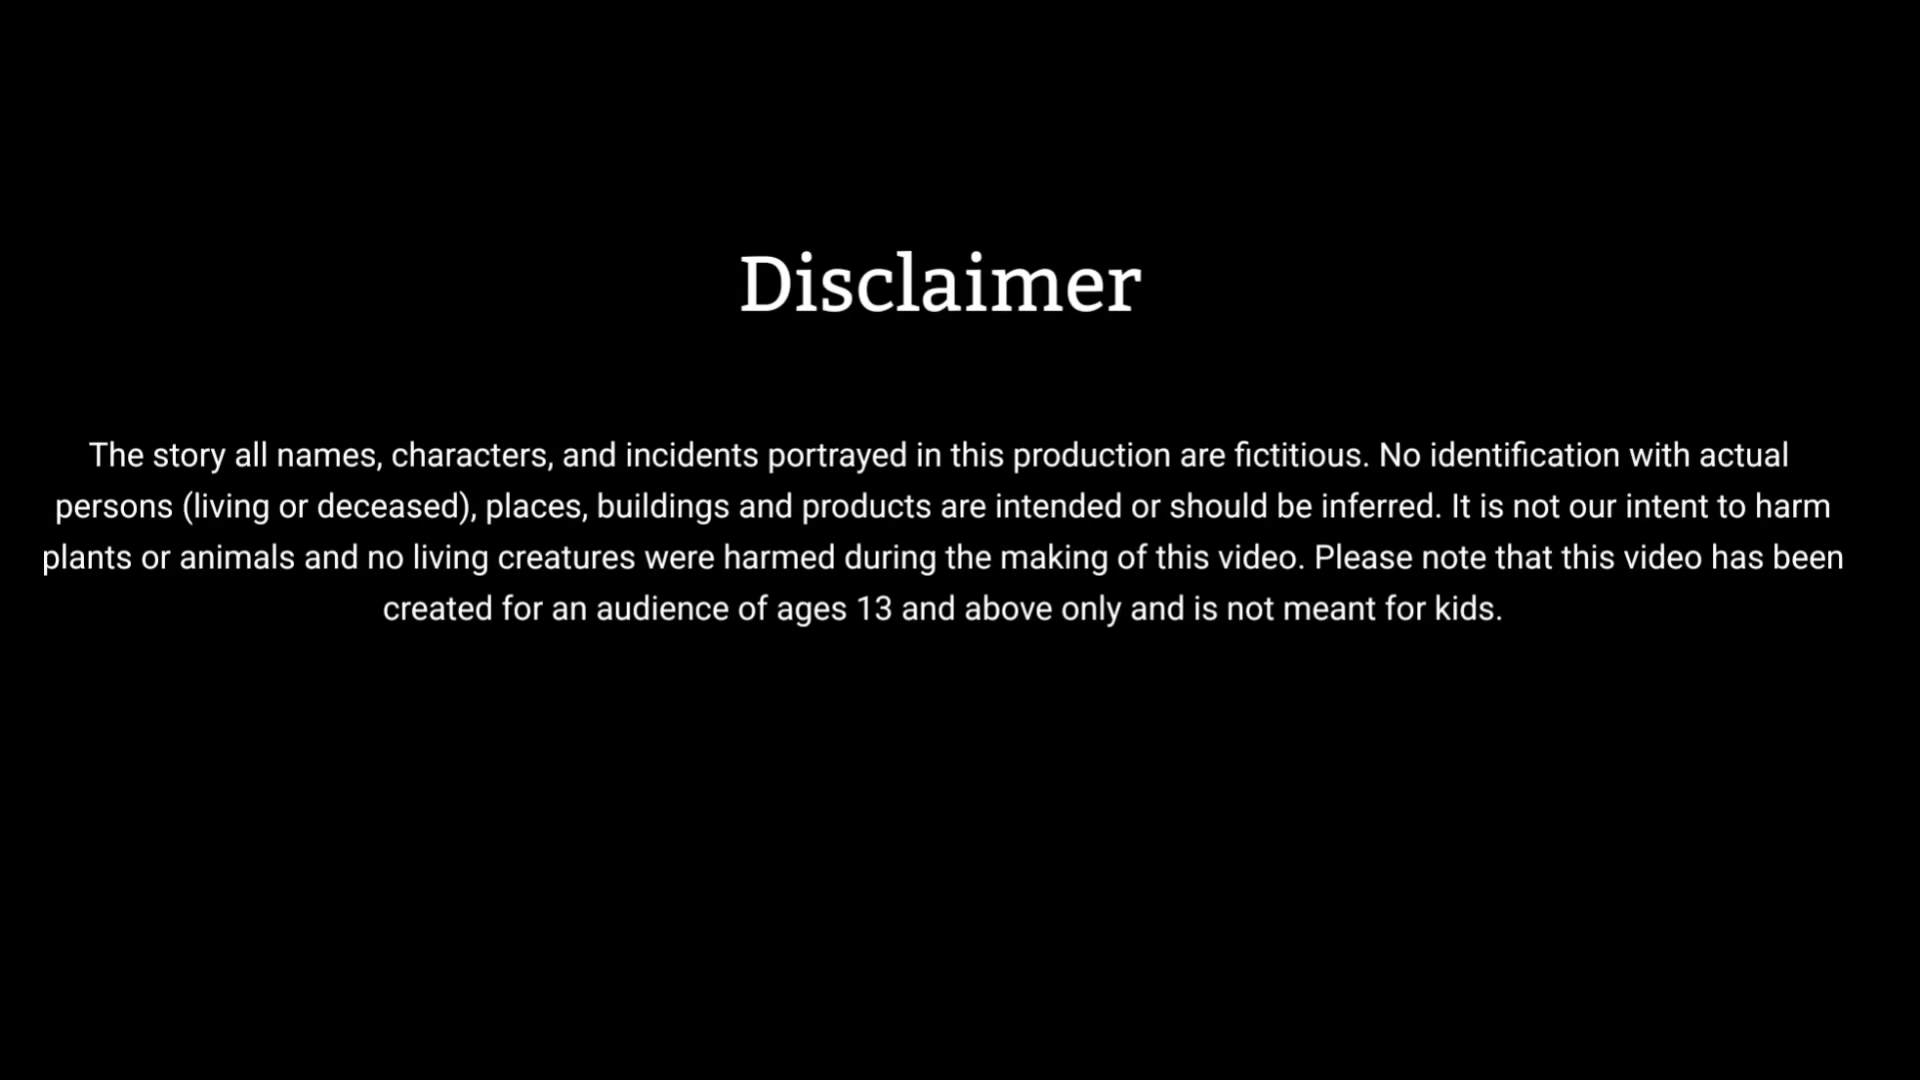 Disclaimer
The story all names, characters, and incidents portrayed in this production are fictitious. No identification with actual
persons (living or deceased), places, buildings and products are intended or should be inferred. It is not our intent to harm
plants or animals and no living creatures were harmed during the making of this video. Please note that this video has been
created for an audience of ages 13 and above only and is not meant for kids.